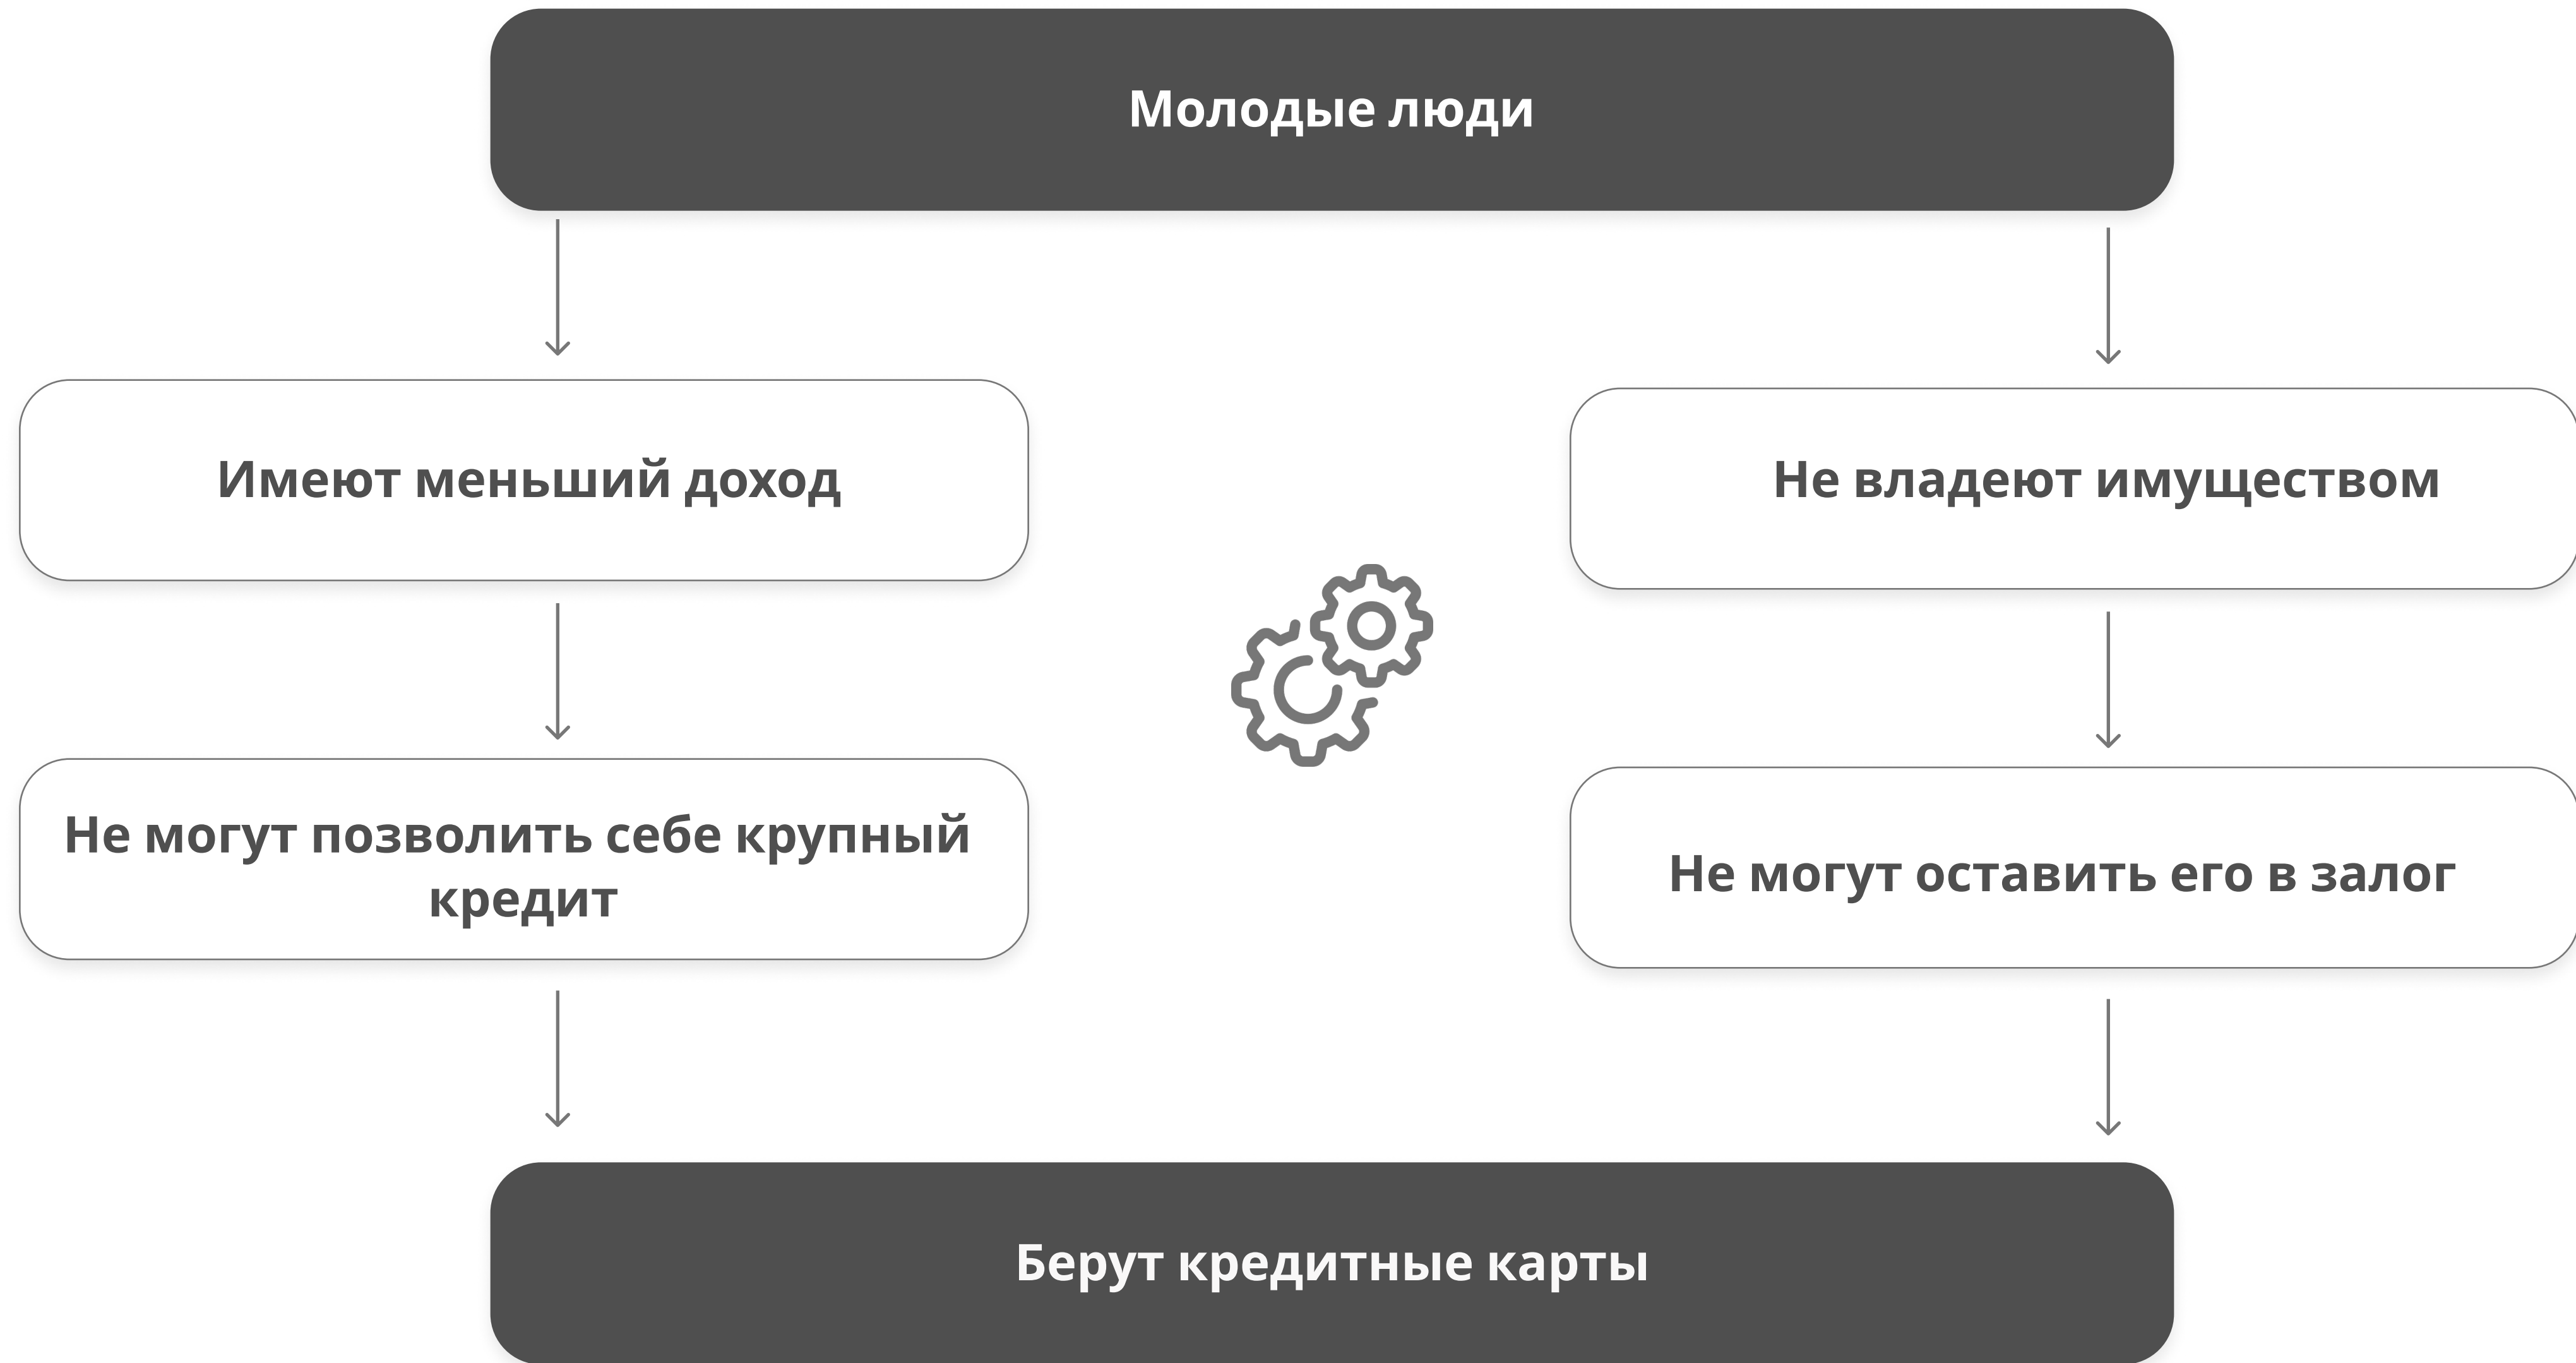 Молодые люди
Имеют меньший доход
Не владеют имуществом
Не могут позволить себе крупный
кредит
Не могут оставить его в залог
Берут кредитные карты